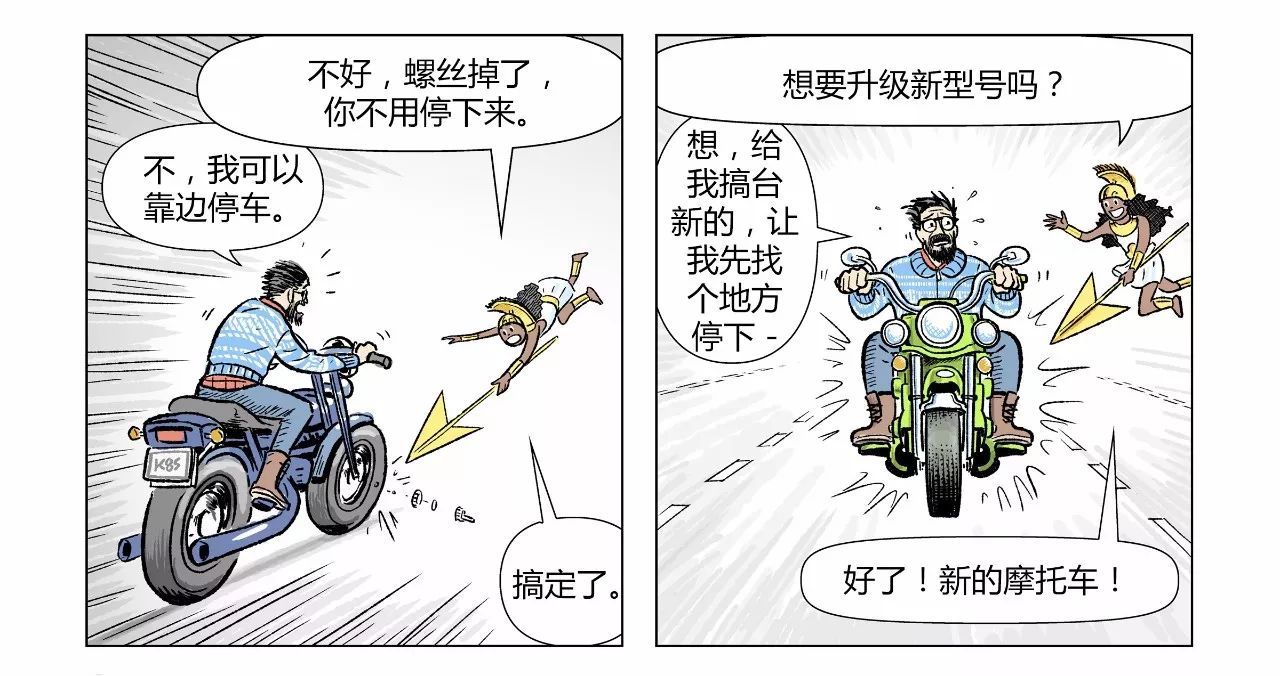 不好，螺丝掉了，
你不用停下来。
不，我可以
靠边停车。
K8S
搞定了。
想要升级新型号吗？
想，给
我搞台
新的，让
我先找
个地方
停下 -
好了！新的摩托车！